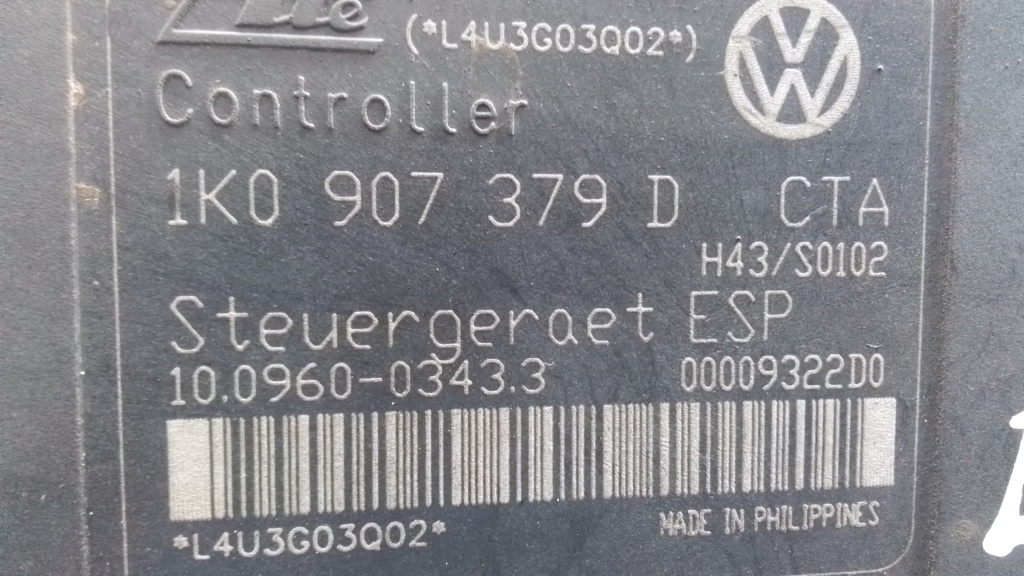 Ate (*L4U3G03Q02*)
Controller
1K0 907 379 D CTA
H43/S0102
Steuergeraet ESP
10.0960-0343.3 00009322D0
*L4U3G03Q02* MADE IN PHILIPPINES